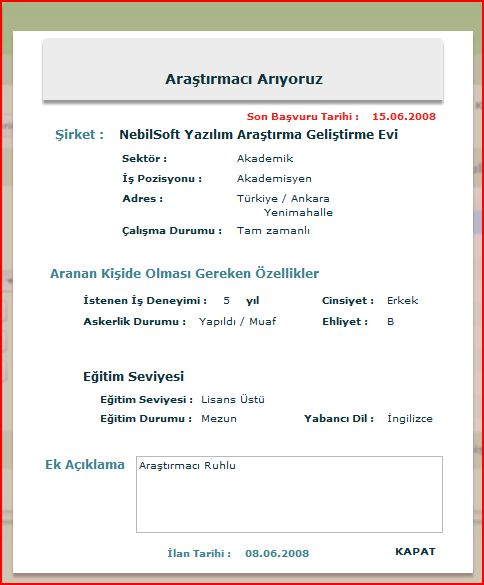 Araştırmacı Arıyoruz
Son Başvuru Tarihi : 15.06.2008
Şirket : NebilSoft Yazılım Araştırma Geliştirme Evi
Sektör : Akademik
İş Pozisyonu : Akademisyen
Adres : Türkiye / Ankara
Yenimahalle
Çalışma Durumu : Tam zamanlı
Aranan Kişide Olması Gereken Özellikler
İstenen İş Deneyimi : 5 yıl Cinsiyet : Erkek
Askerlik Durumu : Yapıldı / Muaf Ehliyet : B
Eğitim Seviyesi
Eğitim Seviyesi : Lisans Üstü
Eğitim Durumu : Mezun Yabancı Dil : İngilizce
Ek Açıklama Araştırmacı Ruhlu
İlan Tarihi : 08.06.2008 KAPAT